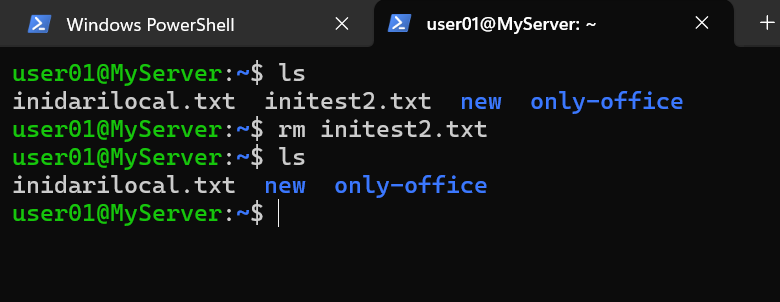 Windows PowerShell
user01@MyServer: ~
user01@MyServer:~$ ls
inidarilocal.txt  initest2.txt  new  only-office
user01@MyServer:~$ rm initest2.txt
user01@MyServer:~$ ls
inidarilocal.txt  new  only-office
user01@MyServer:~$